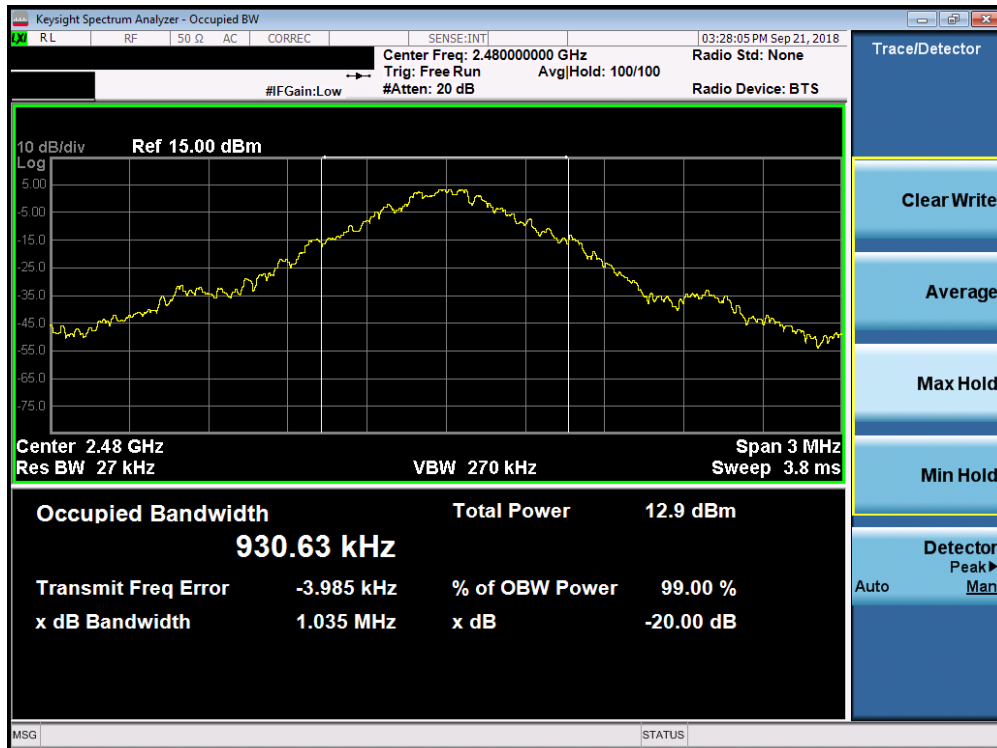 Keysight Spectrum Analyzer - Occupied BW
LXI RL RF 50 Ω AC CORREC SENSE:INT 03:28:05 PM Sep 21, 2018
Center Freq: 2.480000000 GHz Radio Std: None
Trig: Free Run Avg|Hold: 100/100
#IFGain:Low #Atten: 20 dB Radio Device: BTS
10 dB/div Ref 15.00 dBm
Log
5.00
-5.00
-15.0
-25.0
-35.0
-45.0
-55.0
-65.0
-75.0
Center 2.48 GHz Span 3 MHz
Res BW 27 kHz VBW 270 kHz Sweep 3.8 ms
Occupied Bandwidth Total Power 12.9 dBm
930.63 kHz
Transmit Freq Error -3.985 kHz % of OBW Power 99.00 %
x dB Bandwidth 1.035 MHz x dB -20.00 dB
MSG STATUS
Trace/Detector
Clear Write
Average
Max Hold
Min Hold
Detector
Peak▶
Auto Man